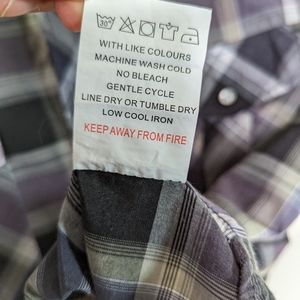 30°
WITH LIKE COLOURS
MACHINE WASH COLD
NO BLEACH
GENTLE CYCLE
LINE DRY OR TUMBLE DRY
LOW COOL IRON
KEEP AWAY FROM FIRE